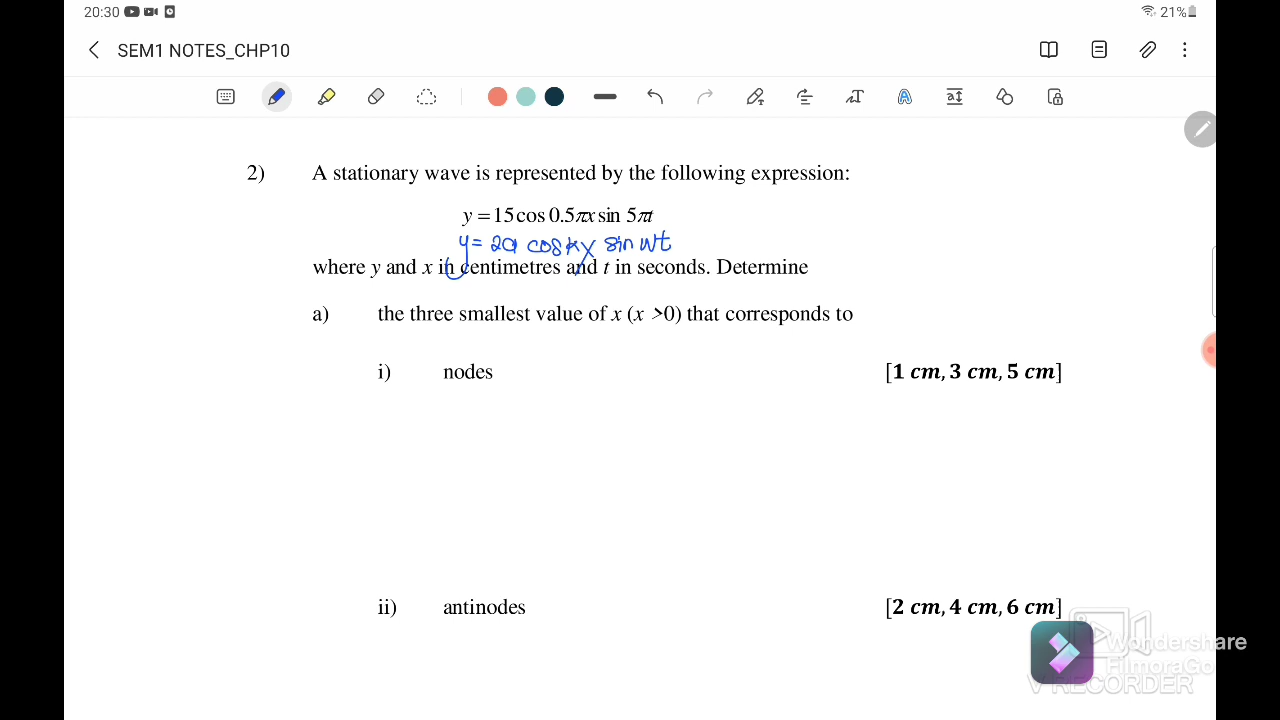 20:30 21%
SEM1 NOTES_CHP10
2) A stationary wave is represented by the following expression:
y = 15 cos 0.5πx sin 5πt
y = 2a cos kx sin wt
where y and x in centimetres and t in seconds. Determine
a) the three smallest value of x (x >0) that corresponds to
i) nodes [1 cm, 3 cm, 5 cm]
ii) antinodes [2 cm, 4 cm, 6 cm]
Wondershare
FilmoraGo
V RECORDER